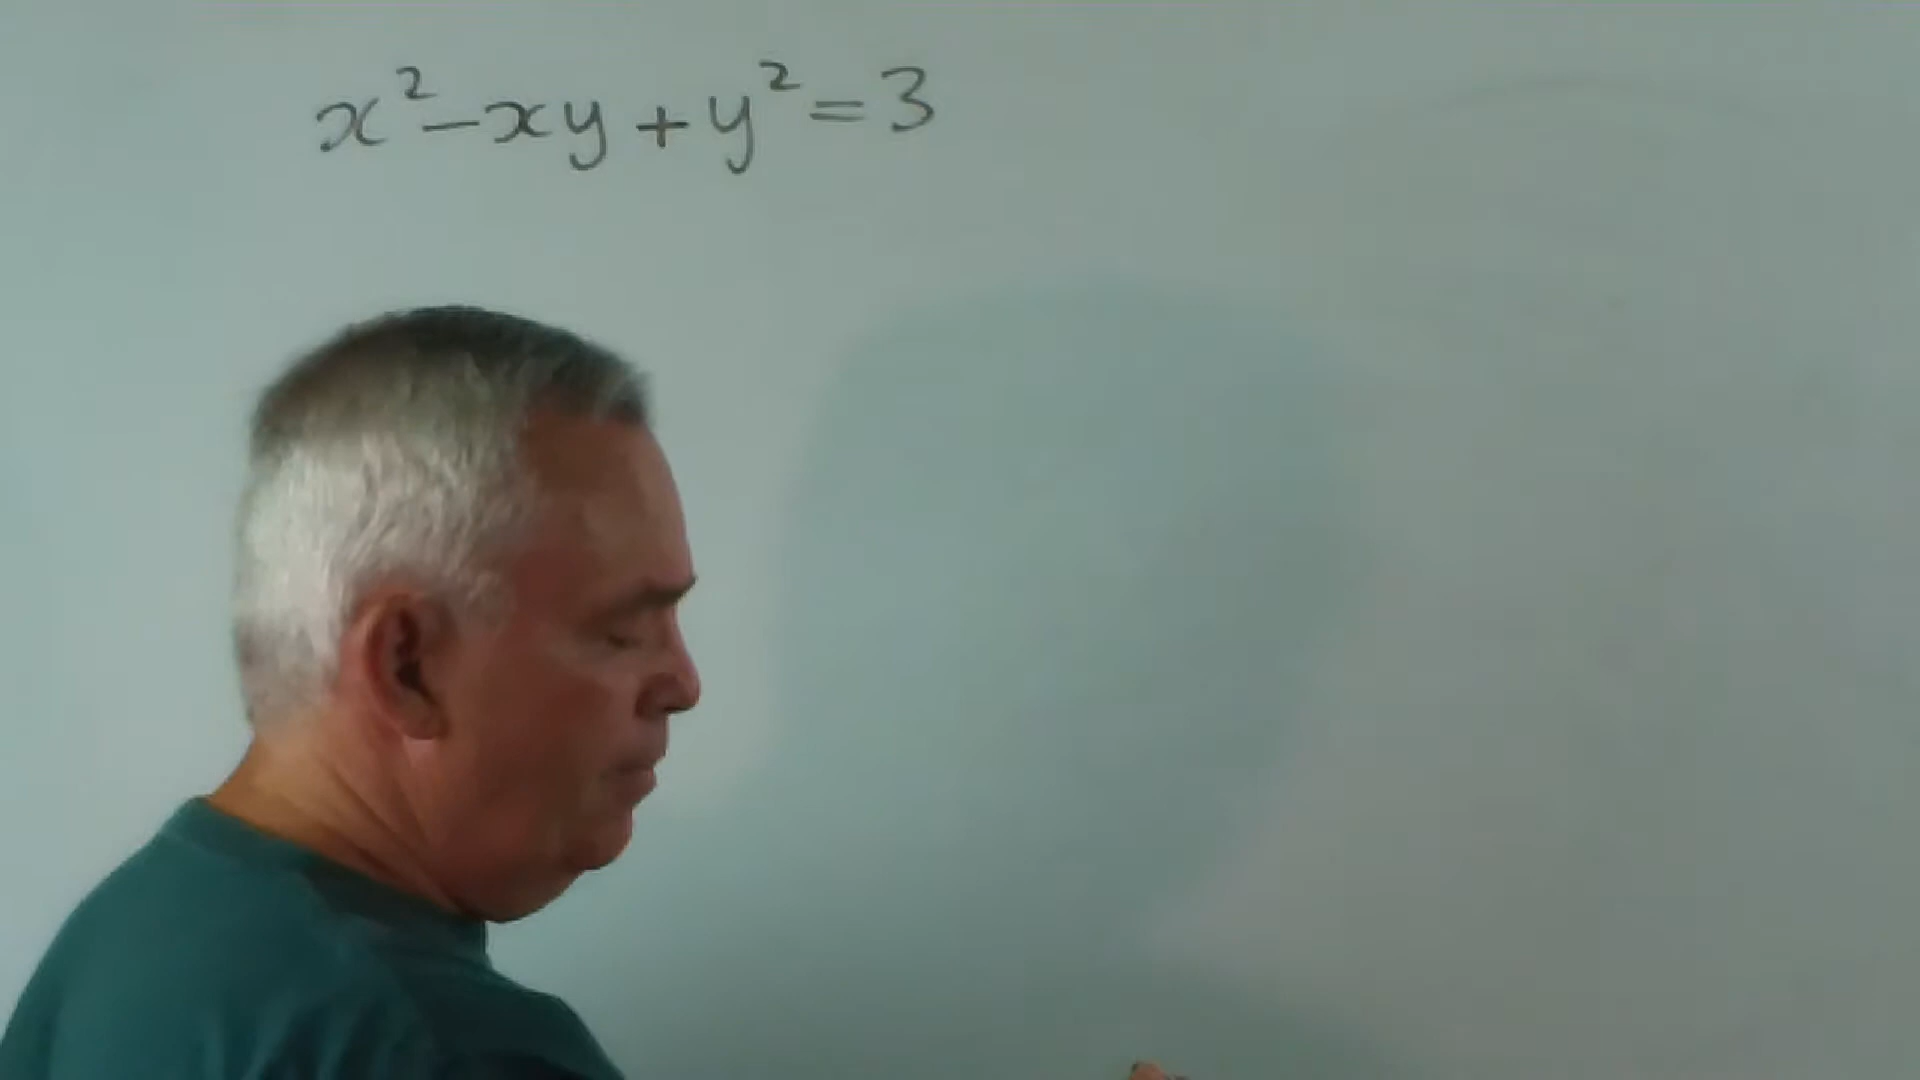 x² - xy + y² = 3